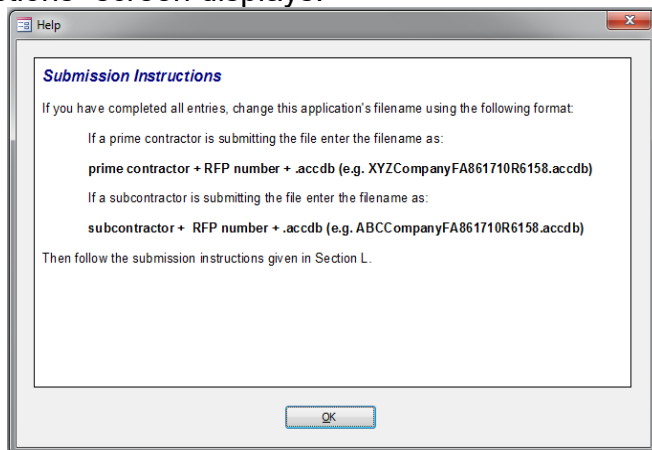 screen displays.
Help
Submission Instructions
If you have completed all entries, change this application's filename using the following format:
If a prime contractor is submitting the file enter the filename as:
prime contractor + RFP number + .accdb (e.g. XYZCompanyFA861710R6158.accdb)
If a subcontractor is submitting the file enter the filename as:
subcontractor + RFP number + .accdb (e.g. ABCCompanyFA861710R6158.accdb)
Then follow the submission instructions given in Section L.
OK